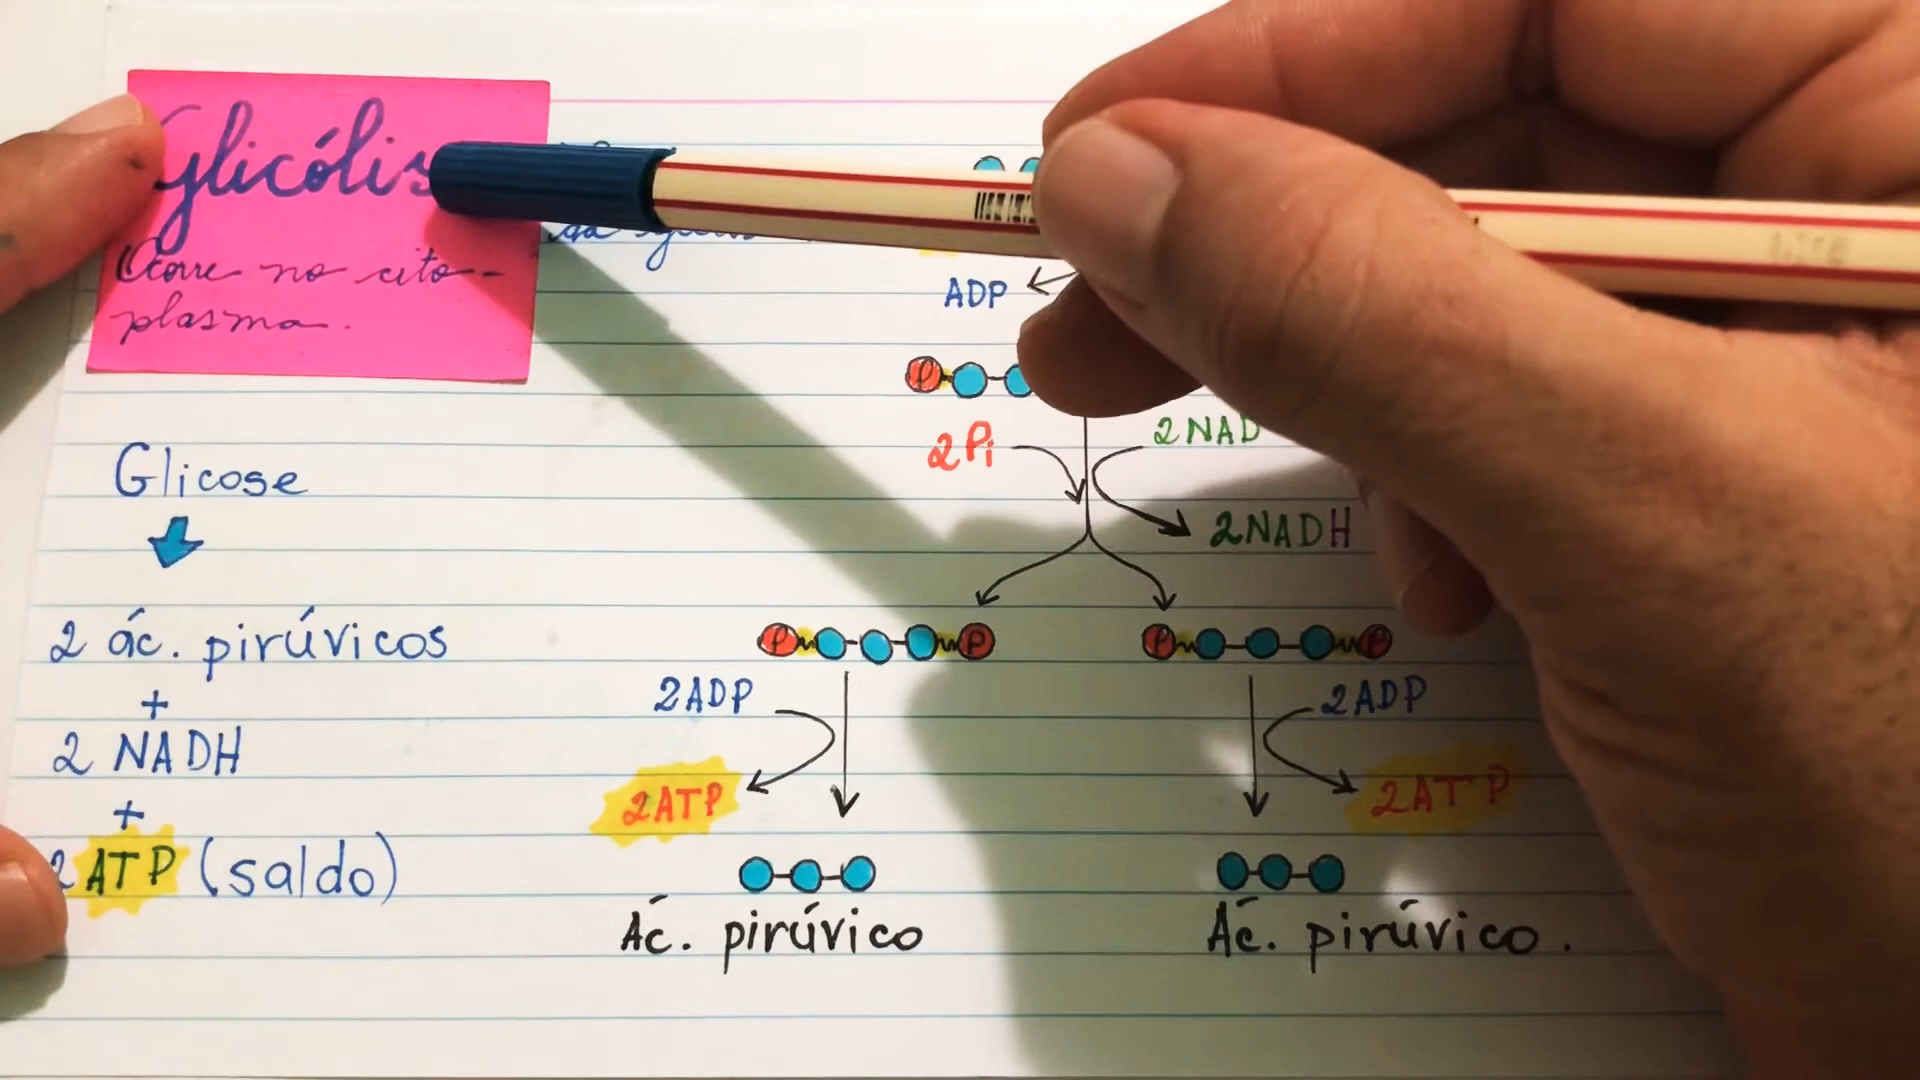 Glicólis
Ocorre no cito-
plasma.
ADP
P
2Pi
2NAD
2NADH
Glicose
2 ác. pirúvicos
+
2 NADH
+
2 ATP (saldo)
P P
P P
2ADP
2ADP
2ATP
2ATP
Ác. pirúvico
Ác. pirúvico.